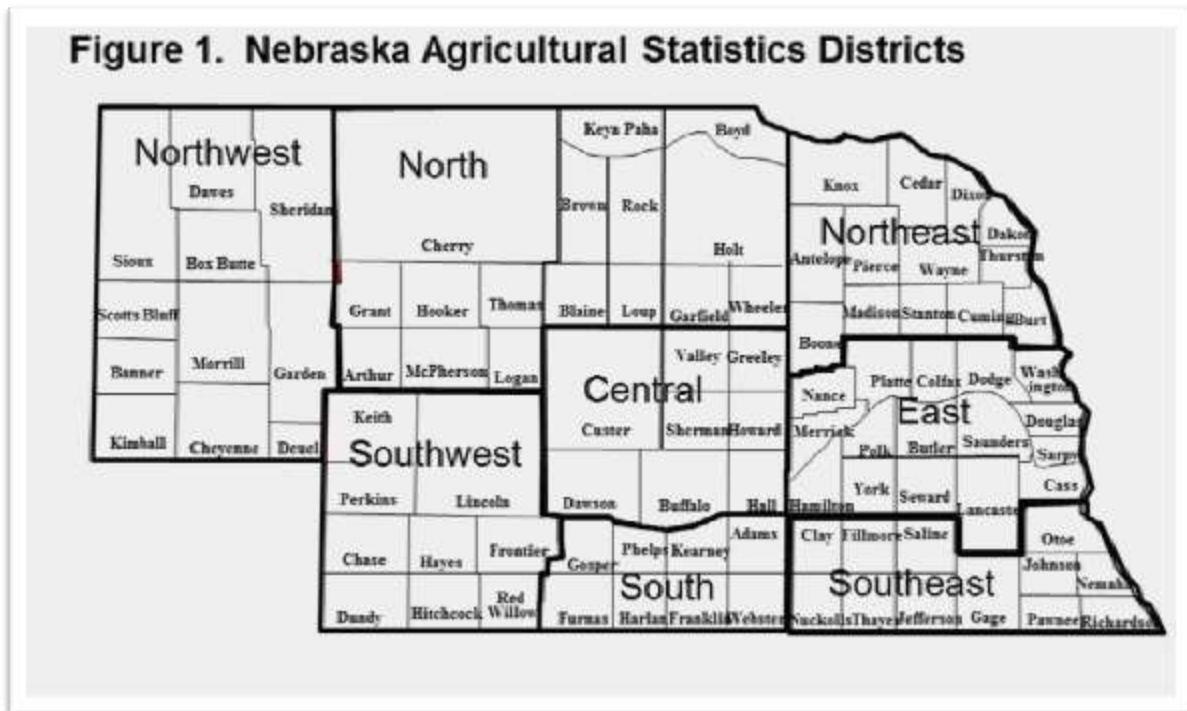 Figure 1. Nebraska Agricultural Statistics Districts
Keya Paha
Boyd
Northwest
North
Dawes
Knox
Cedar
Dixon
Sheridan
Brown
Rock
Northeast
Dakot
Cherry
Holt
Sioux
Box Butte
Antelope
Pierce
Wayne
Thurston
Grant
Hooker
Thomas
Blaine
Loup
Garfield
Wheeler
Scotts Bluff
Madison
Stanton
Cuming
Burt
Banner
Morrill
Garden
Arthur
McPherson
Logan
Valley
Greeley
Boone
Central
Nance
Platte
Colfax
Dodge
Wash
ington
East
Keith
Custer
Sherman
Howard
Merrick
Douglas
Kimball
Cheyenne
Deuel
Southwest
Polk
Butler
Saunders
Sarpy
Perkins
Lincoln
Dawson
Buffalo
Hall
Hamilton
York
Seward
Lancaste
Cass
Chase
Hayes
Frontier
Gosper
Phelps
Kearney
Adams
Clay
Fillmore
Saline
Otoe
South
Southeast
Johnson
Nemaha
Dundy
Hitchcock
Red
Willow
Furnas
Harlan
Franklin
Webster
Nuckolls
Thayer
Jefferson
Gage
Pawnee
Richardson